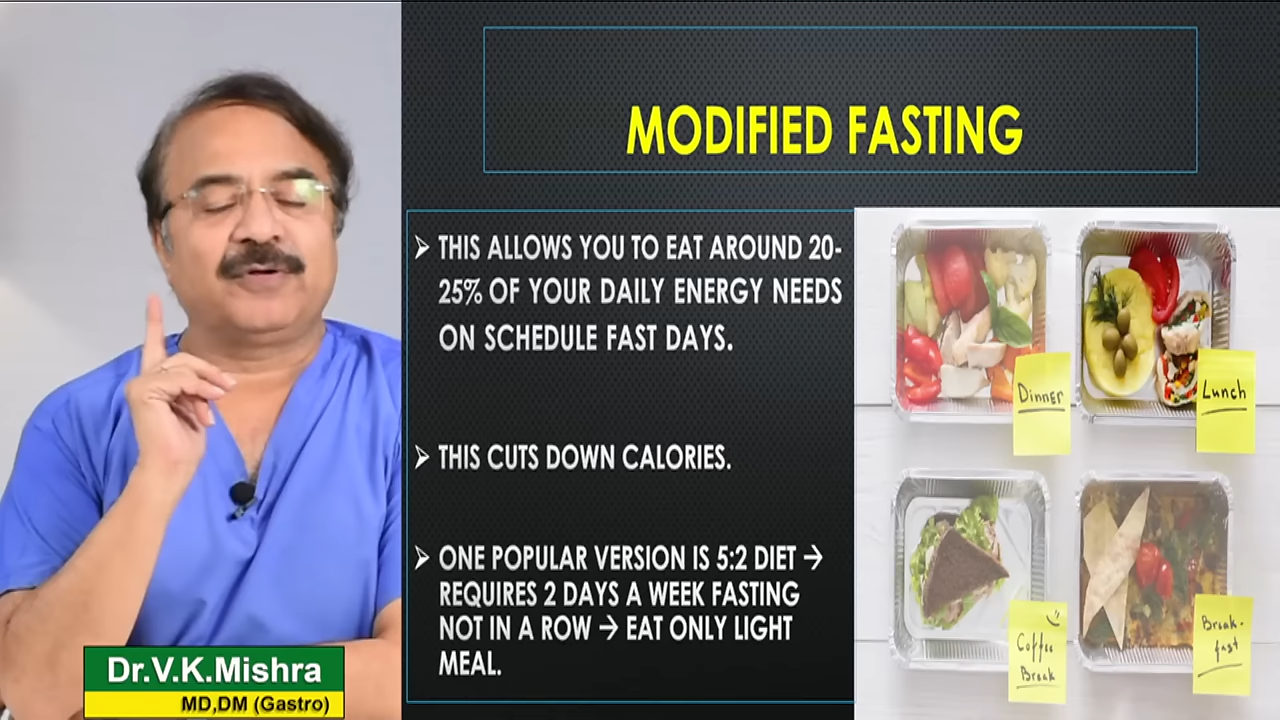 MODIFIED FASTING
➢ THIS ALLOWS YOU TO EAT AROUND 20-
25% OF YOUR DAILY ENERGY NEEDS
ON SCHEDULE FAST DAYS.
➢ THIS CUTS DOWN CALORIES.
➢ ONE POPULAR VERSION IS 5:2 DIET →
REQUIRES 2 DAYS A WEEK FASTING
NOT IN A ROW → EAT ONLY LIGHT
MEAL.
Dinner
Lunch
Coffee
Break
Break-
fast
Dr.V.K.Mishra
MD,DM (Gastro)